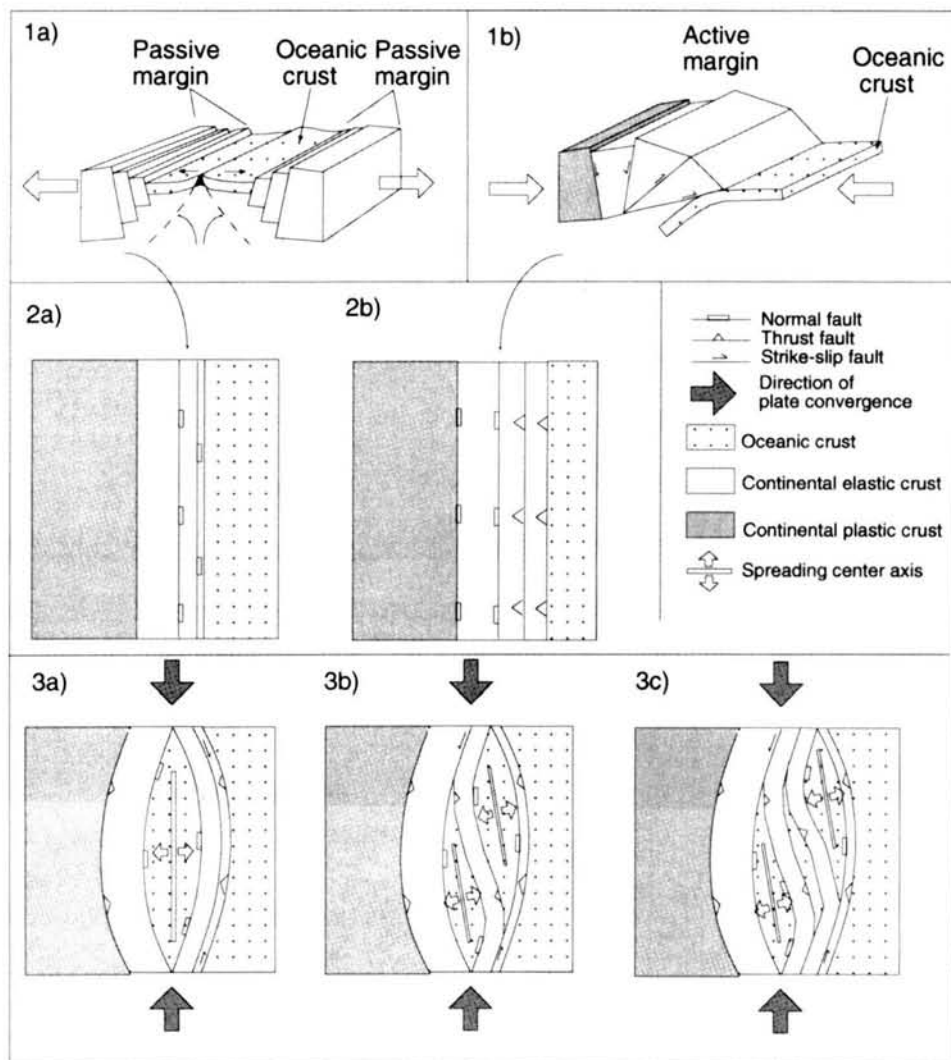 1a)
Passive
margin
Oceanic
crust
Passive
margin
1b)
Active
margin
Oceanic
crust
2a)
2b)
Normal fault
Thrust fault
Strike-slip fault
Direction of
plate convergence
Oceanic crust
Continental elastic crust
Continental plastic crust
Spreading center axis
3a)
3b)
3c)